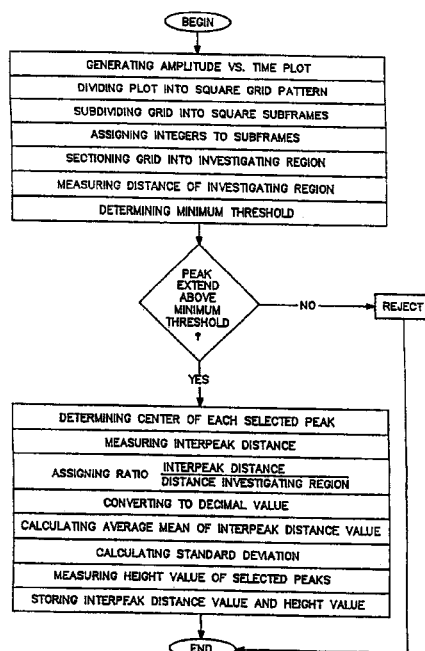 BEGIN
GENERATING AMPLITUDE VS. TIME PLOT
DIVIDING PLOT INTO SQUARE GRID PATTERN
SUBDIVIDING GRID INTO SQUARE SUBFRAMES
ASSIGNING INTEGERS TO SUBFRAMES
SECTIONING GRID INTO INVESTIGATING REGION
MEASURING DISTANCE OF INVESTIGATING REGION
DETERMINING MINIMUM THRESHOLD
PEAK
EXTEND
ABOVE
MINIMUM
THRESHOLD
?
NO
REJECT
YES
DETERMINING CENTER OF EACH SELECTED PEAK
MEASURING INTERPEAK DISTANCE
ASSIGNING RATIO INTERPEAK DISTANCE
DISTANCE INVESTIGATING REGION
CONVERTING TO DECIMAL VALUE
CALCULATING AVERAGE MEAN OF INTERPEAK DISTANCE VALUE
CALCULATING STANDARD DEVIATION
MEASURING HEIGHT VALUE OF SELECTED PEAKS
STORING INTERPEAK DISTANCE VALUE AND HEIGHT VALUE
END